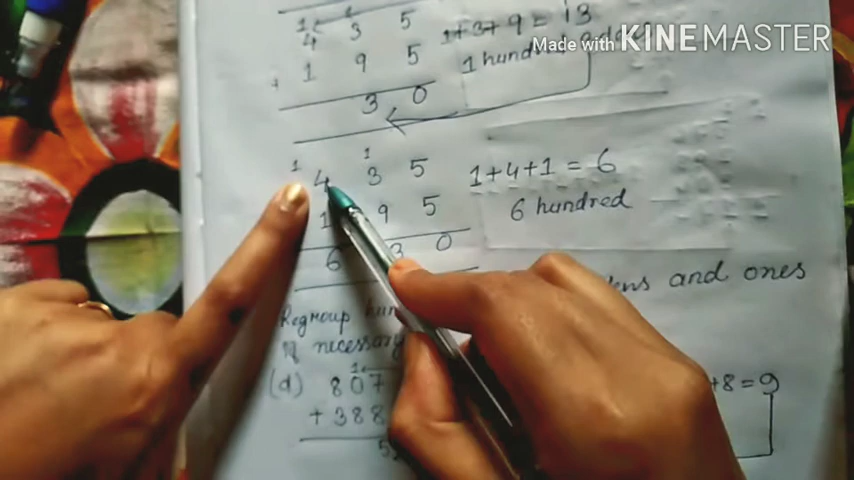 1 1
4 3 5
1+3+9 = 13
+ 1 9 5
1 hundred
3 0
Made with KINEMASTER
1 1
4 3 5
1+4+1 = 6
1 9 5
6 hundred
6 3 0
Regroup
and ones
if necessary
(d) 1
8 0 7
+8=9
+ 3 8 8
5